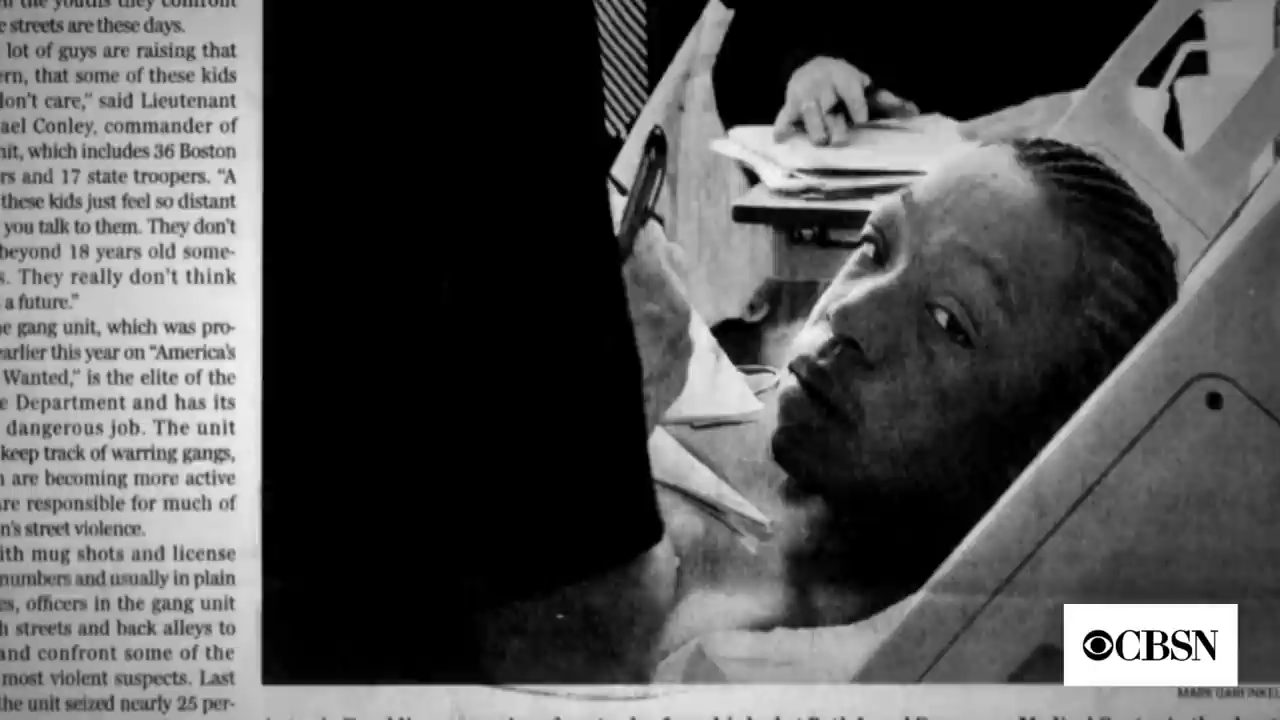 the youths they confront
e streets are these days.
lot of guys are raising that
ern, that some of these kids
don't care," said Lieutenant
ael Conley, commander of
nit, which includes 36 Boston
rs and 17 state troopers. "A
these kids just feel so distant
you talk to them. They don't
beyond 18 years old some-
s. They really don't think
a future."
e gang unit, which was pro-
earlier this year on "America's
Wanted," is the elite of the
e Department and has its
dangerous job. The unit
keep track of warring gangs,
h are becoming more active
are responsible for much of
n's street violence.
ith mug shots and license
numbers and usually in plain
es, officers in the gang unit
h streets and back alleys to
and confront some of the
most violent suspects. Last
the unit seized nearly 25 per-
CBSN